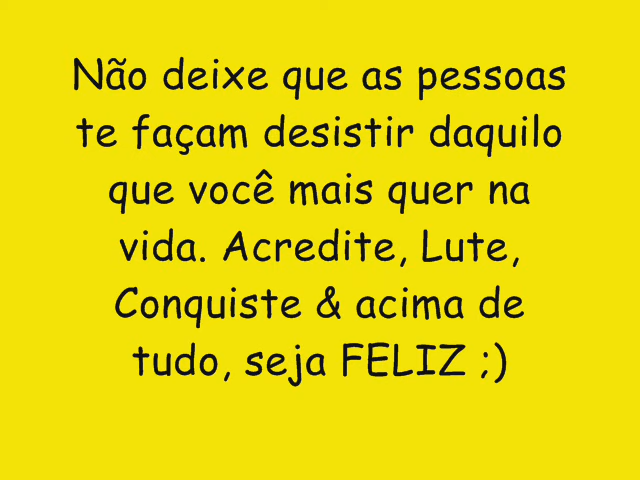 Não deixe que as pessoas
te façam desistir daquilo
que você mais quer na
vida. Acredite, Lute,
Conquiste & acima de
tudo, seja FELIZ ;)